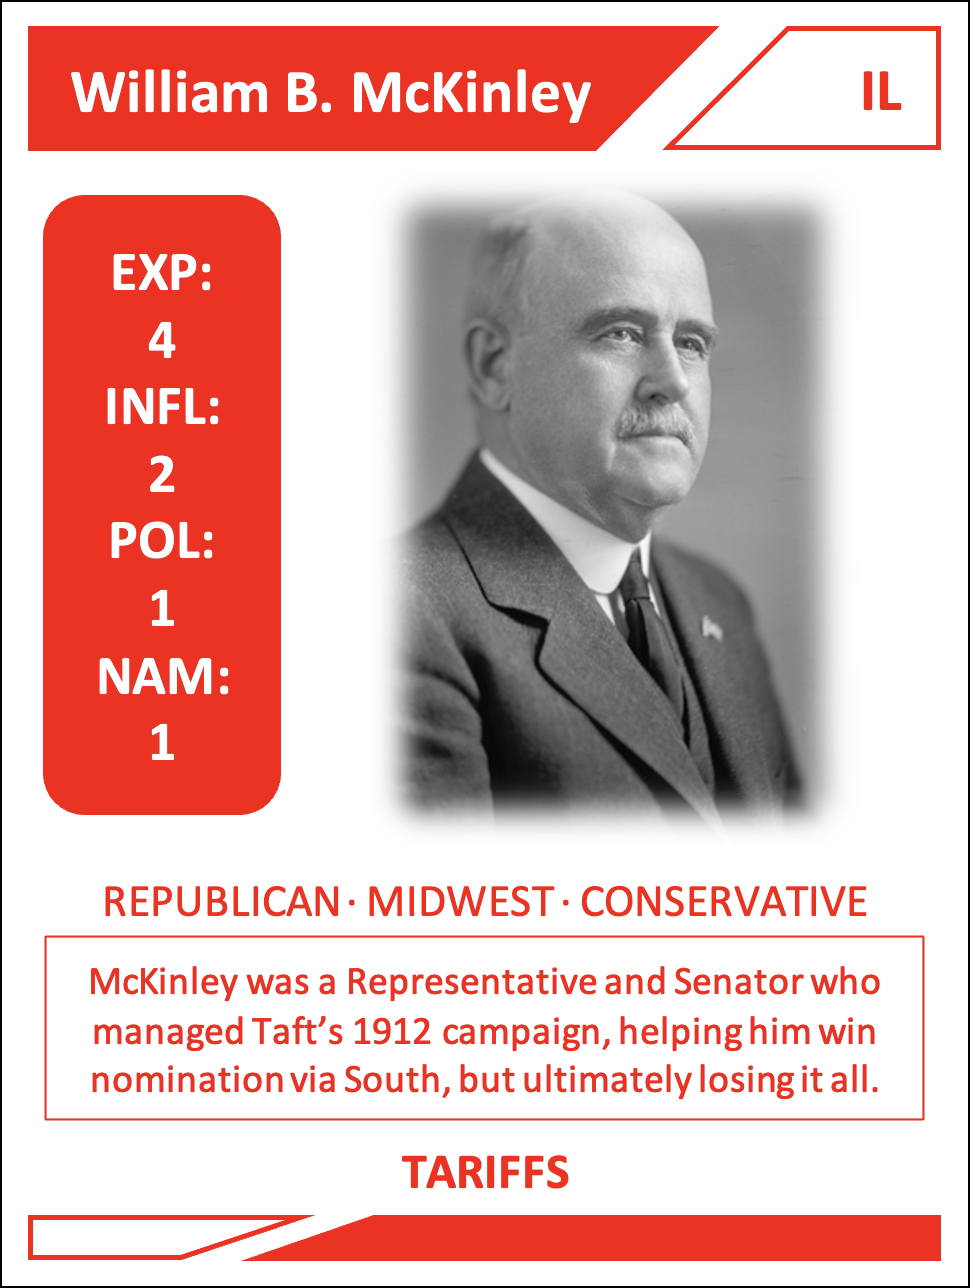 William B. McKinley
IL
EXP:
4
INFL:
2
POL:
1
NAM:
1
REPUBLICAN · MIDWEST · CONSERVATIVE
McKinley was a Representative and Senator who
managed Taft’s 1912 campaign, helping him win
nomination via South, but ultimately losing it all.
TARIFFS